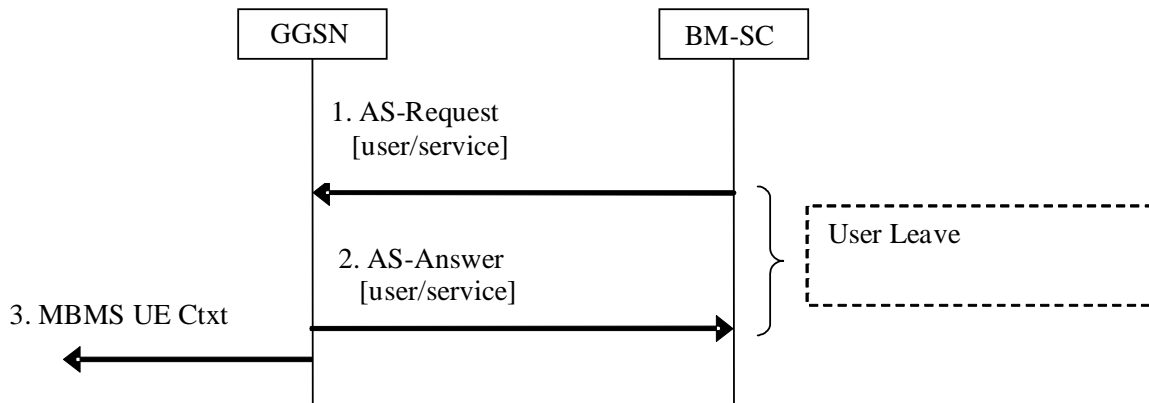 GGSN
BM-SC
1. AS-Request
[user/service]
User Leave
2. AS-Answer
[user/service]
3. MBMS UE Ctxt